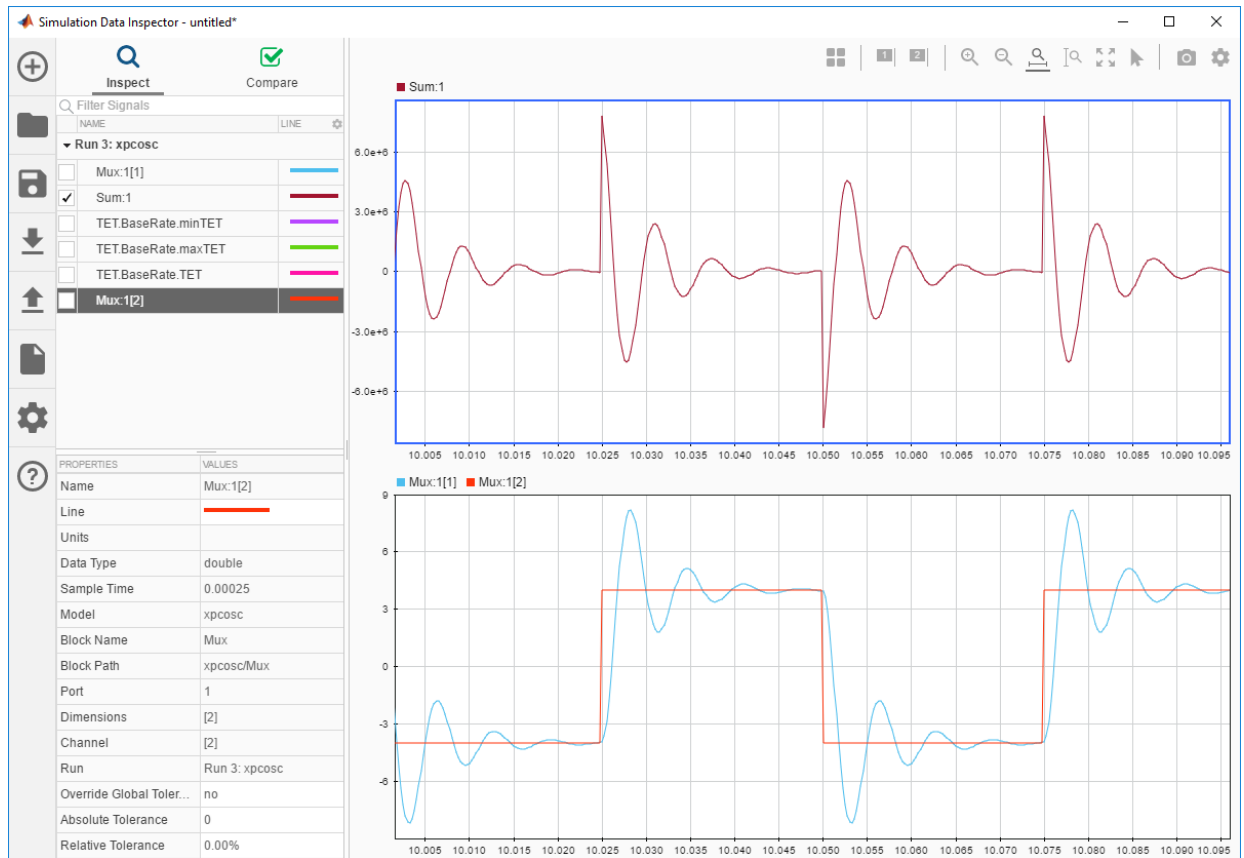 Simulation Data Inspector - untitled*
Inspect
Compare
Filter Signals
NAME LINE
Run 3: xpcosc
Mux:1[1]
Sum:1
TET.BaseRate.minTET
TET.BaseRate.maxTET
TET.BaseRate.TET
Mux:1[2]
PROPERTIES VALUES
Name Mux:1[2]
Line
Units
Data Type double
Sample Time 0.00025
Model xpcosc
Block Name Mux
Block Path xpcosc/Mux
Port 1
Dimensions [2]
Channel [2]
Run Run 3: xpcosc
Override Global Toler... no
Absolute Tolerance 0
Relative Tolerance 0.00%
1 2
Sum:1
6.0e+6
3.0e+6
0
-3.0e+6
-6.0e+6
10.005 10.010 10.015 10.020 10.025 10.030 10.035 10.040 10.045 10.050 10.055 10.060 10.065 10.070 10.075 10.080 10.085 10.090 10.095
Mux:1[1] Mux:1[2]
9
6
3
0
-3
-6
10.005 10.010 10.015 10.020 10.025 10.030 10.035 10.040 10.045 10.050 10.055 10.060 10.065 10.070 10.075 10.080 10.085 10.090 10.095